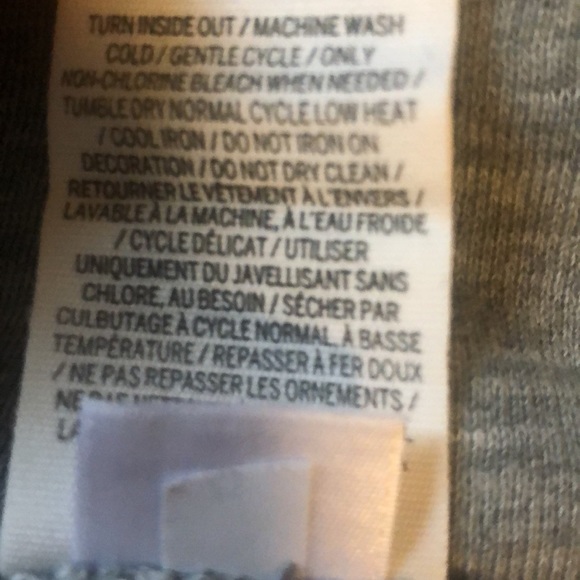 TURN INSIDE OUT / MACHINE WASH
COLD / GENTLE CYCLE / ONLY
NON-CHLORINE BLEACH WHEN NEEDED /
TUMBLE DRY NORMAL CYCLE LOW HEAT
/ COOL IRON / DO NOT IRON ON
DECORATION / DO NOT DRY CLEAN /
RETOURNER LE VÊTEMENT À L'ENVERS /
LAVABLE À LA MACHINE, À L'EAU FROIDE
/ CYCLE DÉLICAT / UTILISER
UNIQUEMENT DU JAVELLISANT SANS
CHLORE, AU BESOIN / SÉCHER PAR
CULBUTAGE À CYCLE NORMAL, À BASSE
TEMPÉRATURE / REPASSER À FER DOUX
/ NE PAS REPASSER LES ORNEMENTS /
NE PAS